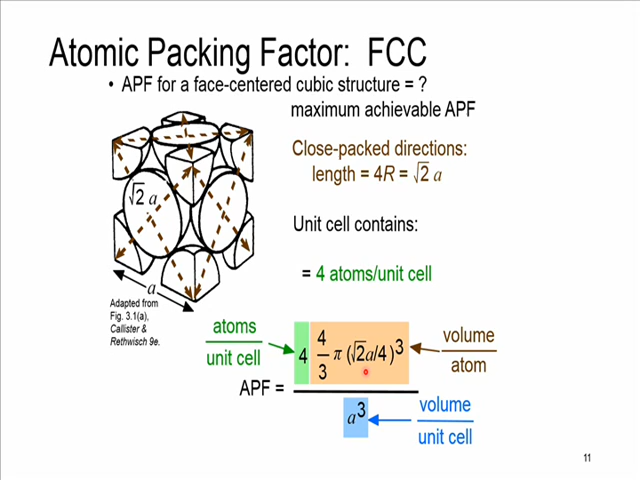 Atomic Packing Factor: FCC
• APF for a face-centered cubic structure = ?
maximum achievable APF
Close-packed directions:
length = 4R = √2 a
√2 a
Unit cell contains:
= 4 atoms/unit cell
a
Adapted from
Fig. 3.1(a),
Callister &
Rethwisch 9e.
atoms
unit cell
4 4/3 π (√2a/4)³
volume
atom
APF =
a³
volume
unit cell
11